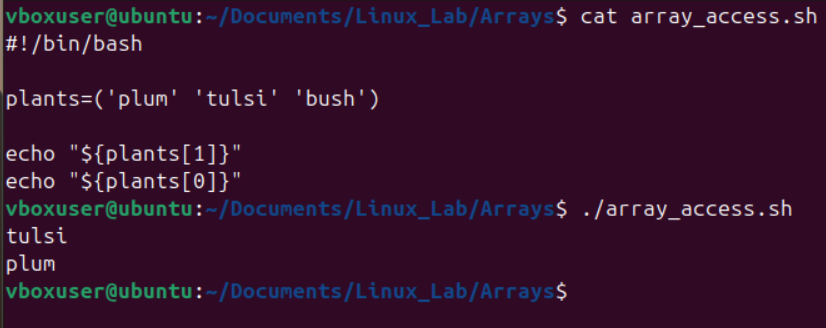 vboxuser@ubuntu:~/Documents/Linux_Lab/Arrays$ cat array_access.sh
#!/bin/bash
plants=('plum' 'tulsi' 'bush')
echo "${plants[1]}"
echo "${plants[0]}"
vboxuser@ubuntu:~/Documents/Linux_Lab/Arrays$ ./array_access.sh
tulsi
plum
vboxuser@ubuntu:~/Documents/Linux_Lab/Arrays$